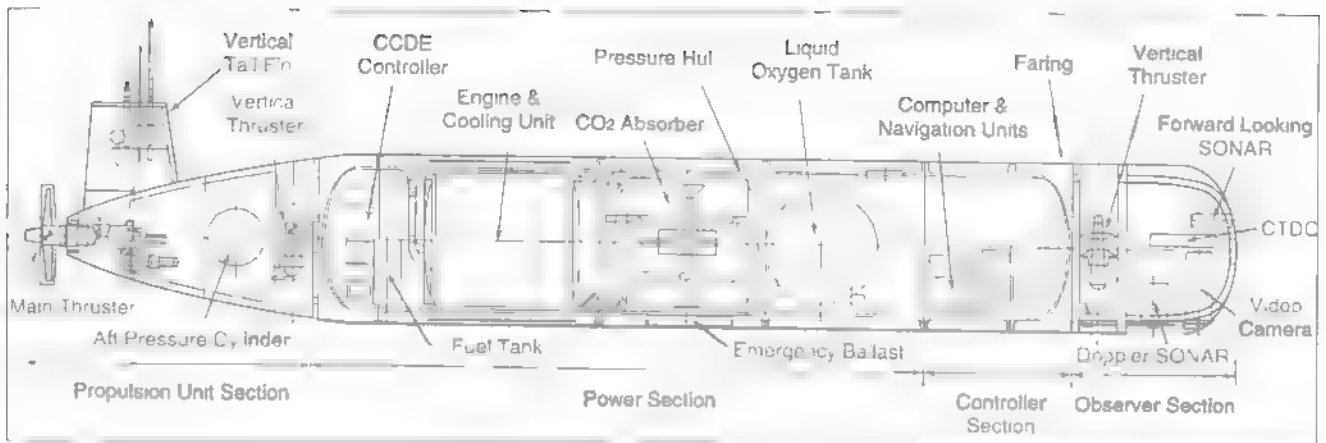 Vertical
Tail Fin
Vertical
Thruster
CCDE
Controller
Engine &
Cooling Unit
Pressure Hul
CO2 Absorber
Liquid
Oxygen Tank
Computer &
Navigation Units
Faring
Vertical
Thruster
Forward Looking
SONAR
CTDO
Video
Camera
Main Thruster
Aft Pressure Cylinder
Fuel Tank
Emergency Ballast
Doppler SONAR
Propulsion Unit Section
Power Section
Controller
Section
Observer Section